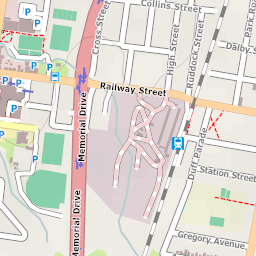 Collins Street
Cross Street
High Street
Ruddock Street
Park Ro
Dalby S
Railway Street
Memorial Drive
Memorial Drive
Duff Parade
Station Street
Gregory Avenue
P
P
P
P
P
P
P
P